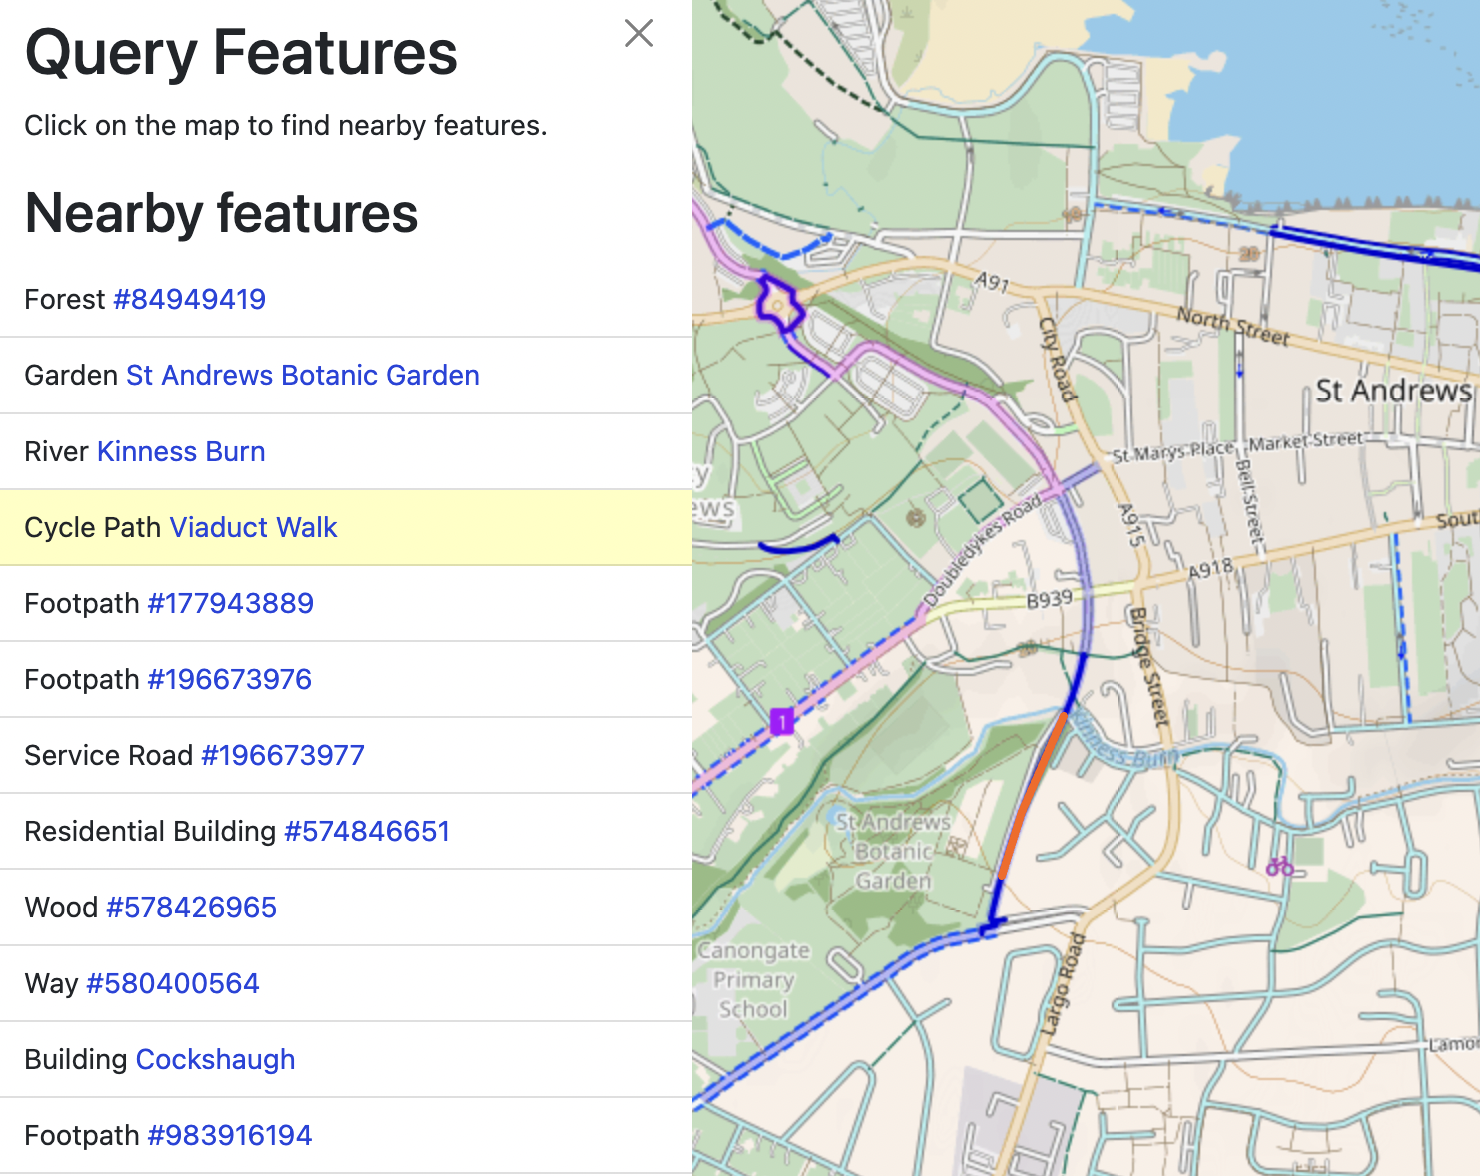 Query Features
Click on the map to find nearby features.
Nearby features
Forest #84949419
Garden St Andrews Botanic Garden
River Kinness Burn
Cycle Path Viaduct Walk
Footpath #177943889
Footpath #196673976
Service Road #196673977
Residential Building #574846651
Wood #578426965
Way #580400564
Building Cockshaugh
Footpath #983916194
A91
North Street
City Road
St Andrews
St Marys Place
Market Street
Bell Street
A915
South
A918
Doubledykes Road
B939
Bridge Street
1
Kinness Burn
St Andrews
Botanic
Garden
Canongate
Primary
School
Largo Road
20